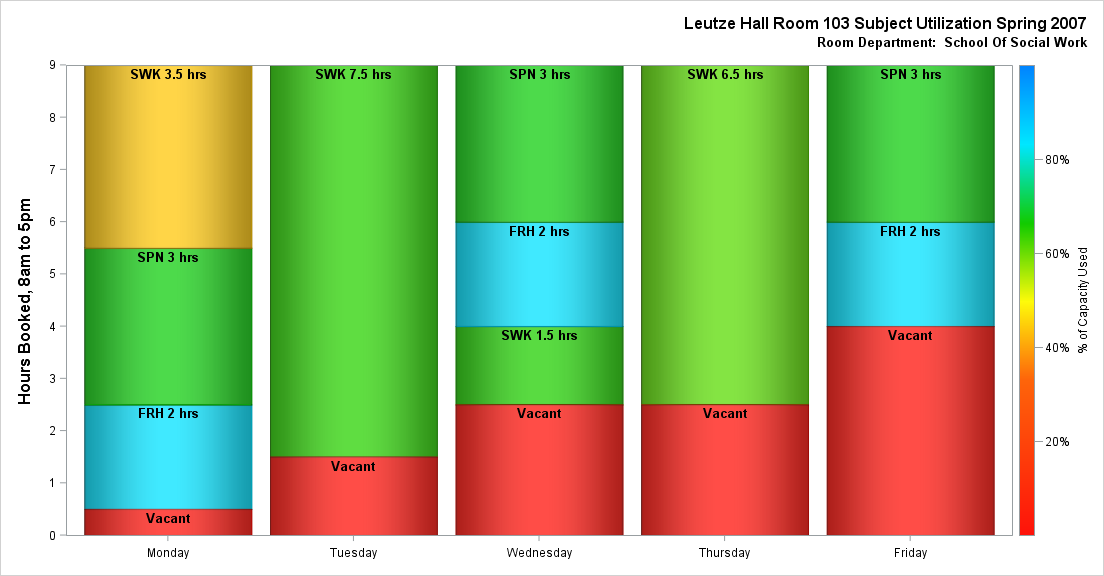 Leutze Hall Room 103 Subject Utilization Spring 2007
Room Department: School Of Social Work
Hours Booked, 8am to 5pm
9
8
7
6
5
4
3
2
1
0
SWK 3.5 hrs
SPN 3 hrs
FRH 2 hrs
Vacant
SWK 7.5 hrs
Vacant
SPN 3 hrs
FRH 2 hrs
SWK 1.5 hrs
Vacant
SWK 6.5 hrs
Vacant
SPN 3 hrs
FRH 2 hrs
Vacant
Monday
Tuesday
Wednesday
Thursday
Friday
80%
60%
40%
20%
% of Capacity Used